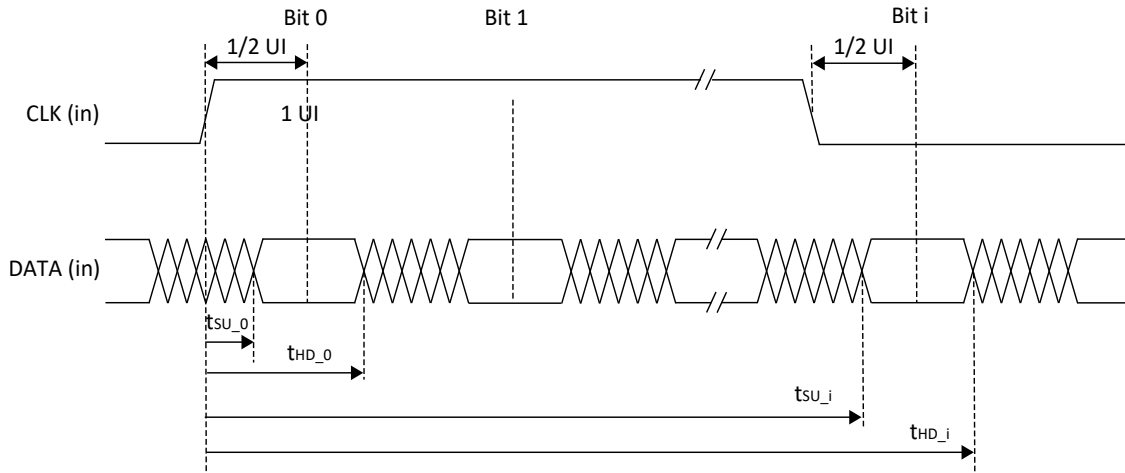 Bit 0 Bit 1 Bit i
1/2 UI 1/2 UI
CLK (in) 1 UI
DATA (in)
tSU_0
tHD_0
tSU_i
tHD_i